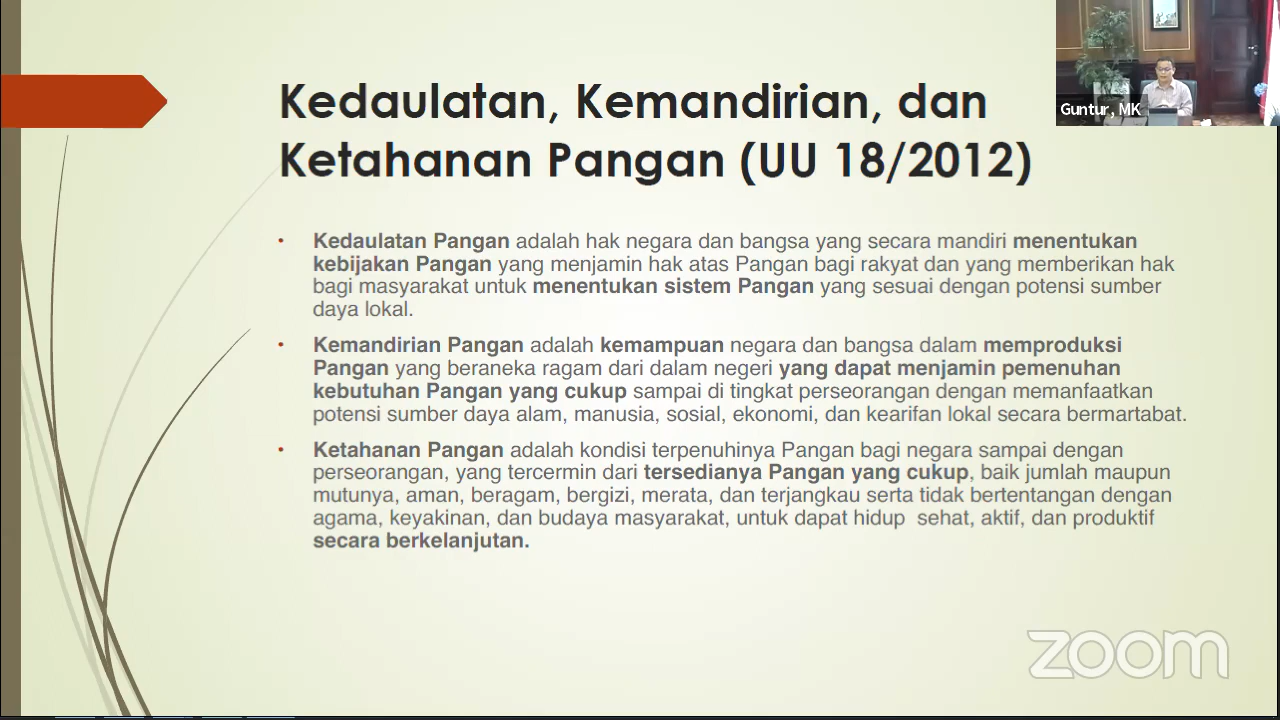 Kedaulatan, Kemandirian, dan
Ketahanan Pangan (UU 18/2012)
Guntur, MK
• Kedaulatan Pangan adalah hak negara dan bangsa yang secara mandiri menentukan
kebijakan Pangan yang menjamin hak atas Pangan bagi rakyat dan yang memberikan hak
bagi masyarakat untuk menentukan sistem Pangan yang sesuai dengan potensi sumber
daya lokal.
• Kemandirian Pangan adalah kemampuan negara dan bangsa dalam memproduksi
Pangan yang beraneka ragam dari dalam negeri yang dapat menjamin pemenuhan
kebutuhan Pangan yang cukup sampai di tingkat perseorangan dengan memanfaatkan
potensi sumber daya alam, manusia, sosial, ekonomi, dan kearifan lokal secara bermartabat.
• Ketahanan Pangan adalah kondisi terpenuhinya Pangan bagi negara sampai dengan
perseorangan, yang tercermin dari tersedianya Pangan yang cukup, baik jumlah maupun
mutunya, aman, beragam, bergizi, merata, dan terjangkau serta tidak bertentangan dengan
agama, keyakinan, dan budaya masyarakat, untuk dapat hidup sehat, aktif, dan produktif
secara berkelanjutan.
zoom